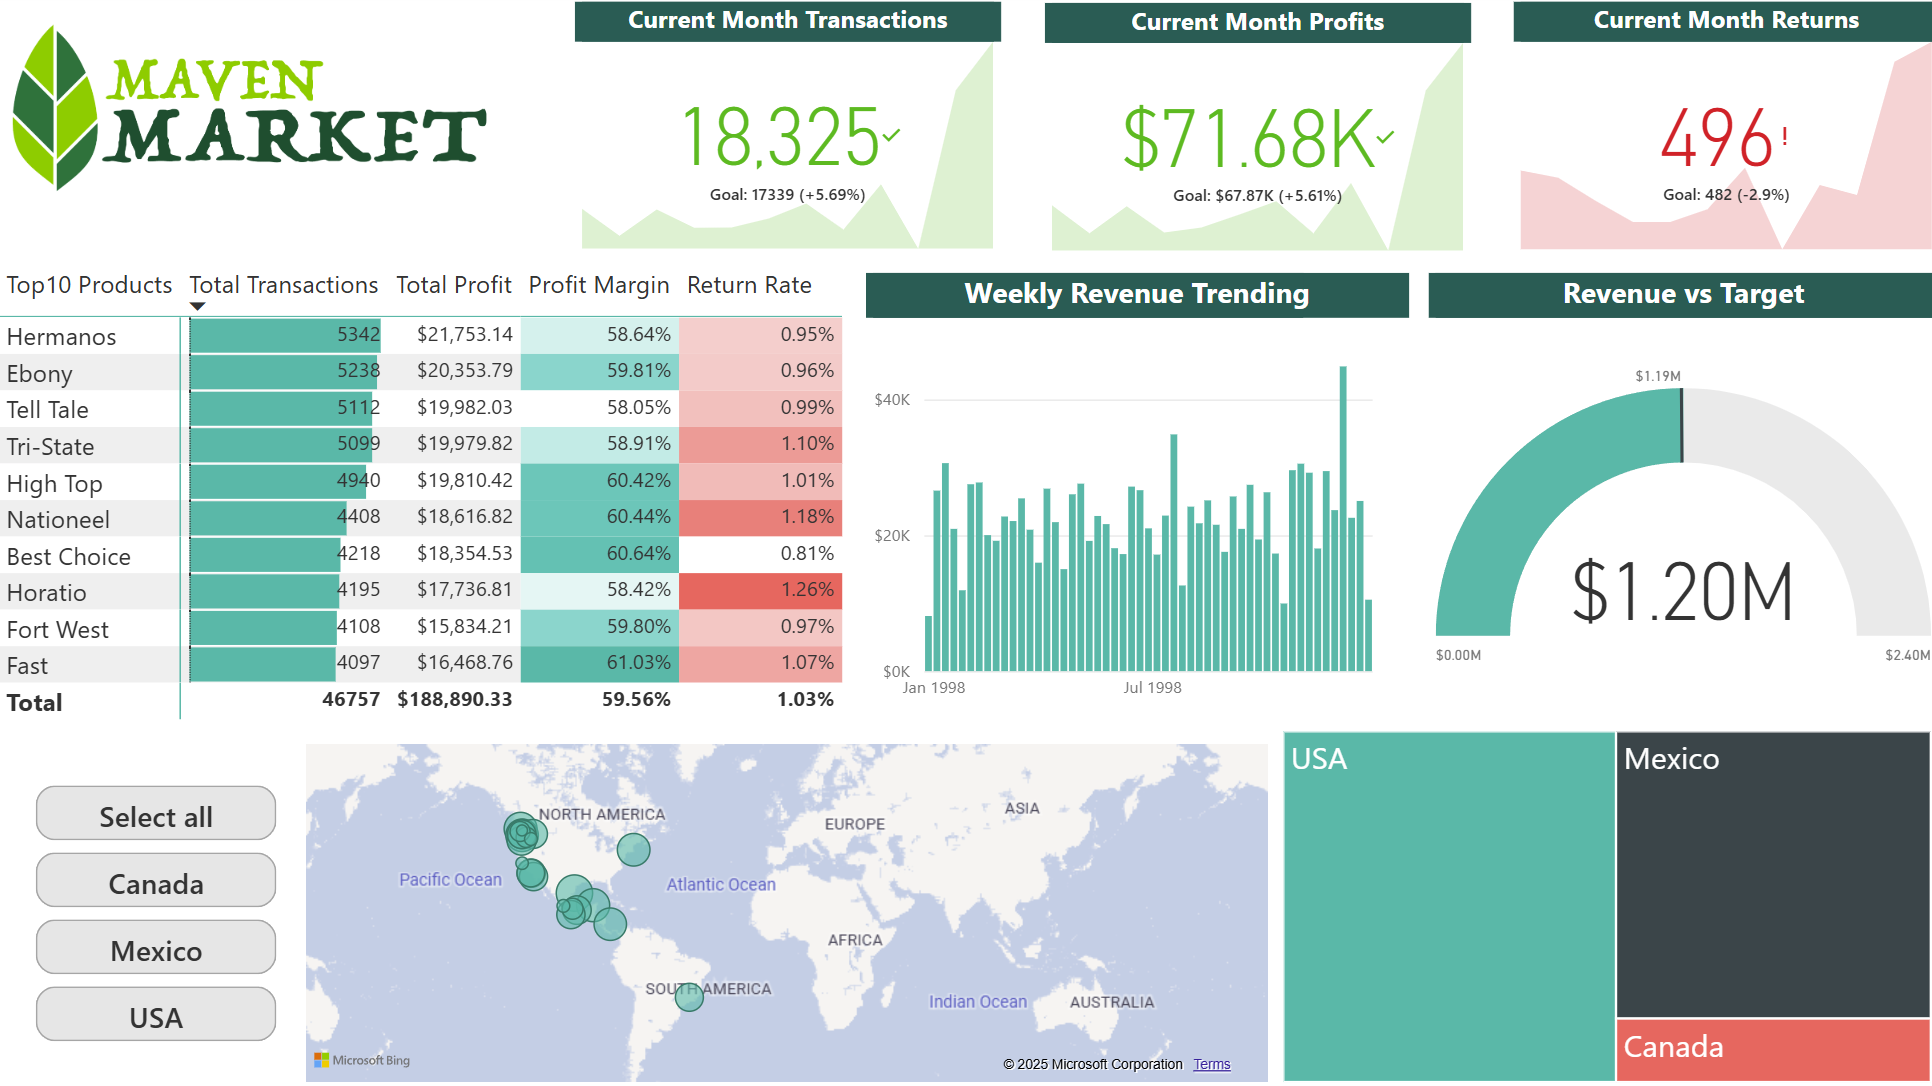 MAVEN
MARKET
Current Month Transactions
18,325
Goal: 17339 (+5.69%)
Current Month Profits
$71.68K
Goal: $67.87K (+5.61%)
Current Month Returns
496!
Goal: 482 (-2.9%)
Top10 Products Total Transactions Total Profit Profit Margin Return Rate
Hermanos 5342 $21,753.14 58.64% 0.95%
Ebony 5238 $20,353.79 59.81% 0.96%
Tell Tale 5112 $19,982.03 58.05% 0.99%
Tri-State 5099 $19,979.82 58.91% 1.10%
High Top 4940 $19,810.42 60.42% 1.01%
Nationeel 4408 $18,616.82 60.44% 1.18%
Best Choice 4218 $18,354.53 60.64% 0.81%
Horatio 4195 $17,736.81 58.42% 1.26%
Fort West 4108 $15,834.21 59.80% 0.97%
Fast 4097 $16,468.76 61.03% 1.07%
Total 46757 $188,890.33 59.56% 1.03%
Weekly Revenue Trending
$40K
$20K
$0K
Jan 1998 Jul 1998
Revenue vs Target
$1.19M
$1.20M
$0.00M $2.40M
Select all
Canada
Mexico
USA
NORTH AMERICA
EUROPE
ASIA
Pacific Ocean
Atlantic Ocean
AFRICA
SOUTH AMERICA
Indian Ocean
AUSTRALIA
Microsoft Bing
© 2025 Microsoft Corporation Terms
USA
Mexico
Canada